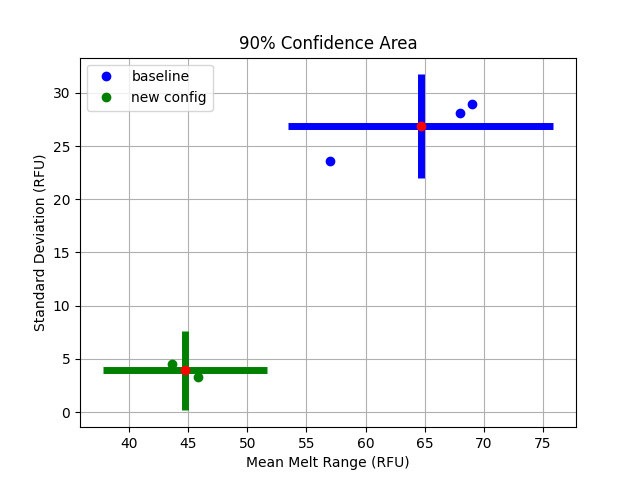 90% Confidence Area
baseline
new config
Standard Deviation (RFU)
30
25
20
15
10
5
0
40 45 50 55 60 65 70 75
Mean Melt Range (RFU)